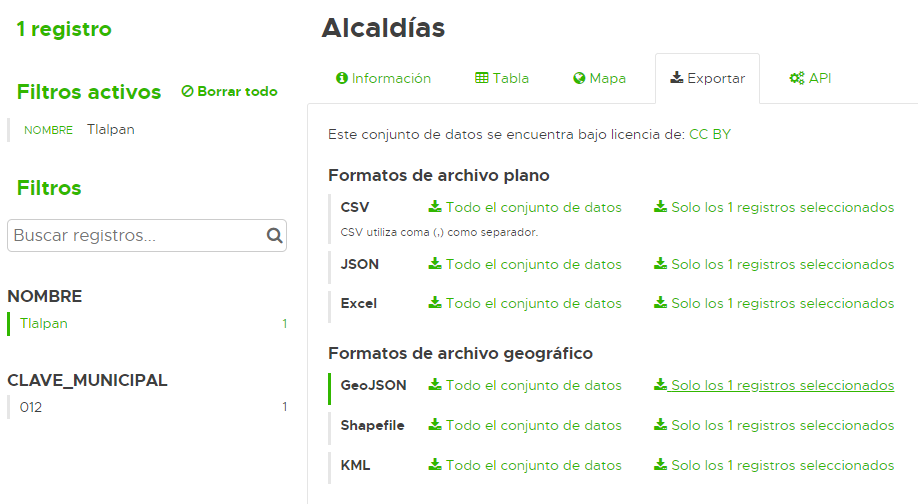 1 registro
Filtros activos
Borrar todo
NOMBRE Tlalpan
Filtros
Buscar registros...
NOMBRE
Tlalpan 1
CLAVE_MUNICIPAL
012 1
Alcaldías
Información Tabla Mapa Exportar API
Este conjunto de datos se encuentra bajo licencia de: CC BY
Formatos de archivo plano
CSV Todo el conjunto de datos Solo los 1 registros seleccionados
CSV utiliza coma (,) como separador.
JSON Todo el conjunto de datos Solo los 1 registros seleccionados
Excel Todo el conjunto de datos Solo los 1 registros seleccionados
Formatos de archivo geográfico
GeoJSON Todo el conjunto de datos Solo los 1 registros seleccionados
Shapefile Todo el conjunto de datos Solo los 1 registros seleccionados
KML Todo el conjunto de datos Solo los 1 registros seleccionados